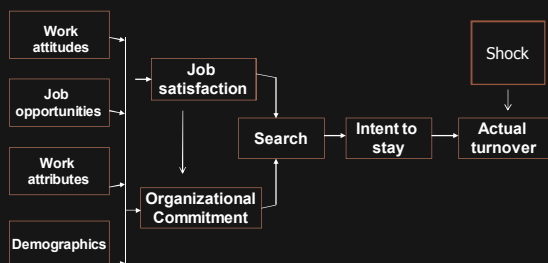 Work
attitudes
Job
opportunities
Work
attributes
Demographics
Job
satisfaction
Organizational
Commitment
Search
Intent to
stay
Shock
Actual
turnover